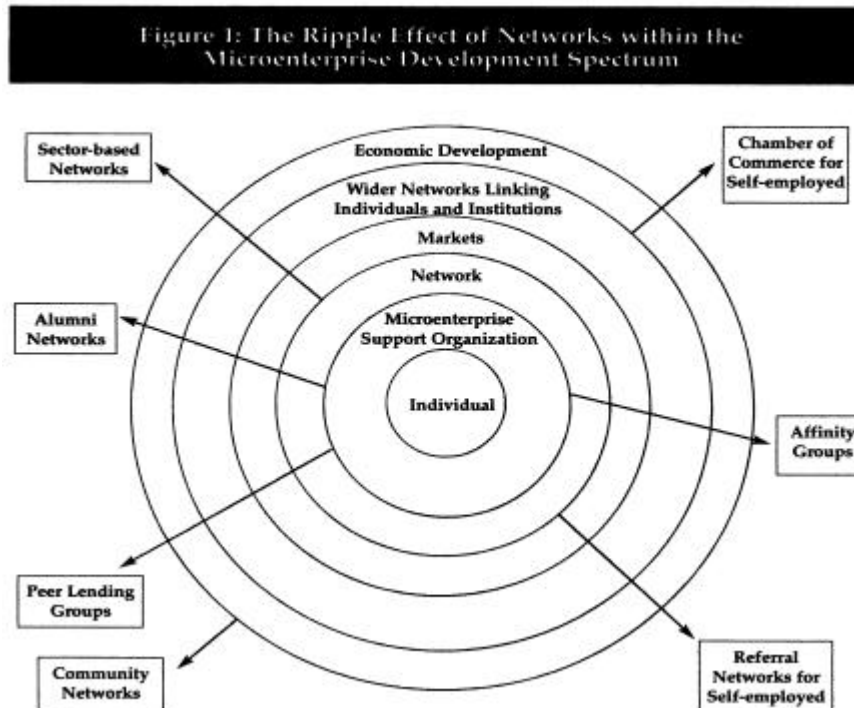 Figure 1: The Ripple Effect of Networks within the
Microenterprise Development Spectrum
Sector-based
Networks
Economic Development
Chamber of
Commerce for
Self-employed
Wider Networks Linking
Individuals and Institutions
Markets
Network
Alumni
Networks
Microenterprise
Support Organization
Individual
Affinity
Groups
Peer Lending
Groups
Community
Networks
Referral
Networks for
Self-employed